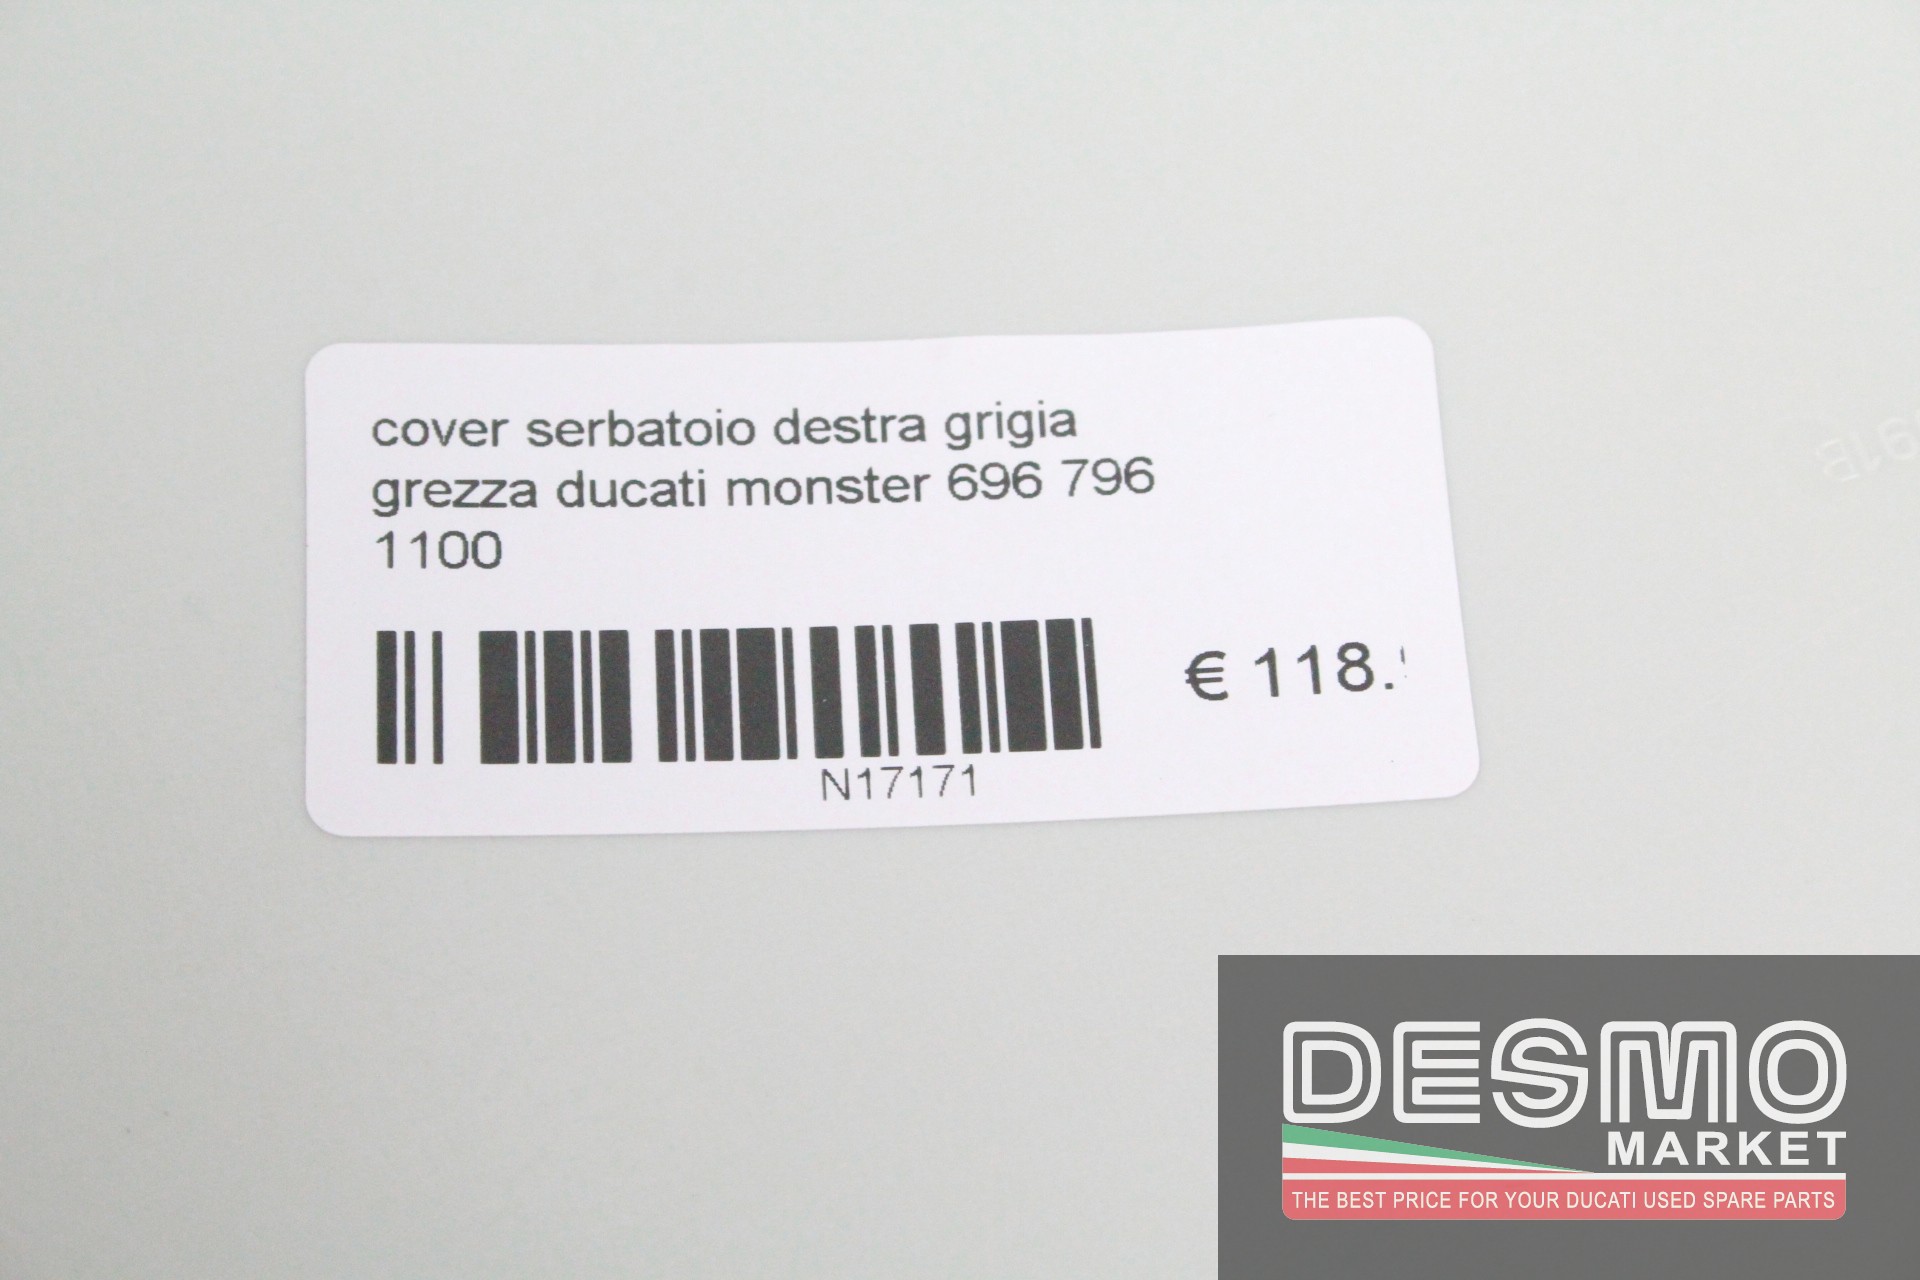 cover serbatoio destra grigia
grezza ducati monster 696 796
1100
€ 118.
N17171
DESMO
MARKET
THE BEST PRICE FOR YOUR DUCATI USED SPARE PARTS